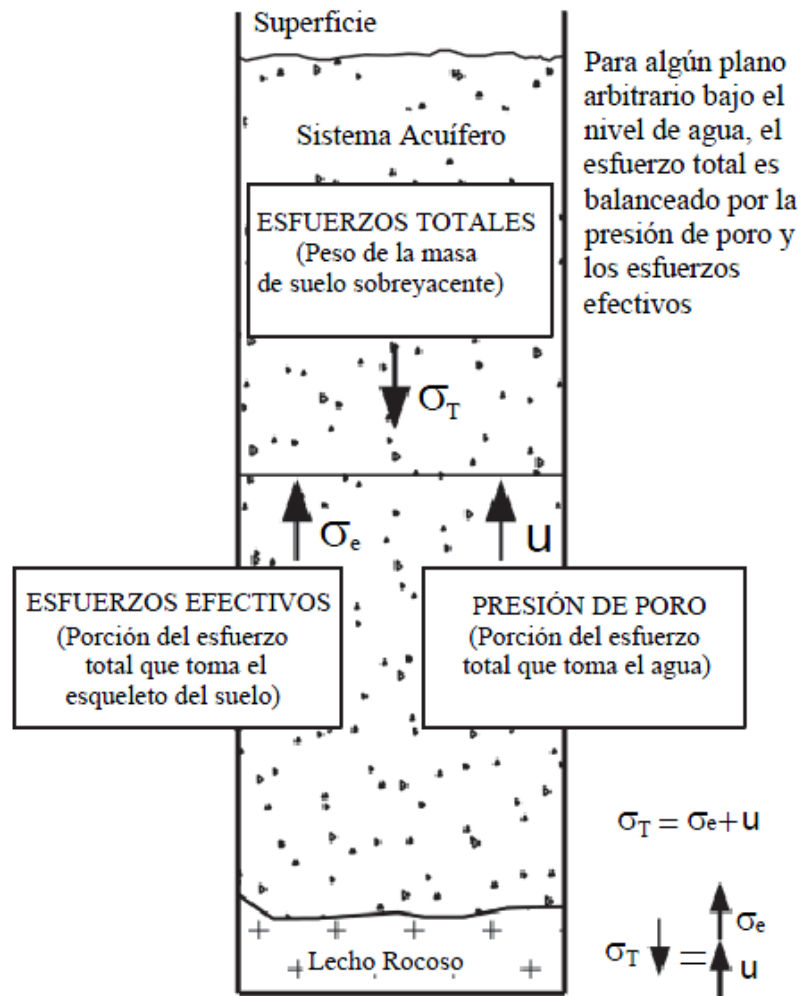 Superficie
Sistema Acuífero
ESFUERZOS TOTALES
(Peso de la masa
de suelo sobreyacente)
Para algún plano
arbitrario bajo el
nivel de agua, el
esfuerzo total es
balanceado por la
presión de poro y
los esfuerzos
efectivos
σT
σe
u
ESFUERZOS EFECTIVOS
(Porción del esfuerzo
total que toma el
esqueleto del suelo)
PRESIÓN DE PORO
(Porción del esfuerzo
total que toma el agua)
σT = σe+ u
Lecho Rocoso
σT = σe
u